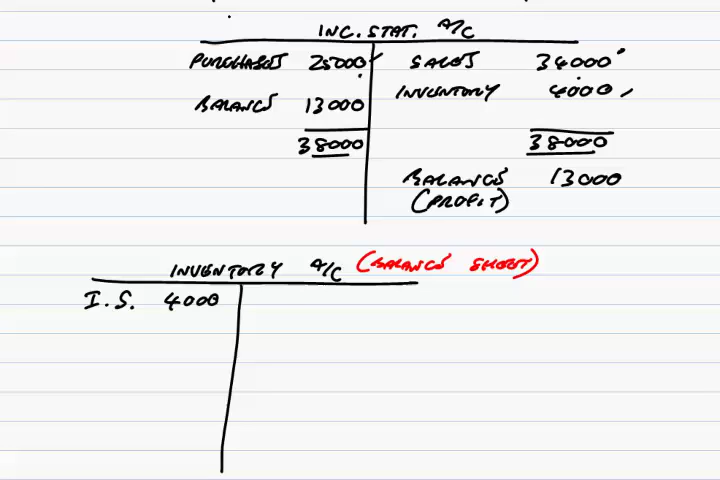 INC. STAT. A/C
PURCHASES 25000 SALES 34000
INVENTORY 4000
BALANCE 13000
38000 38000
BALANCE 13000
(PROFIT)
INVENTORY A/C (BALANCE SHEET)
I.S. 4000